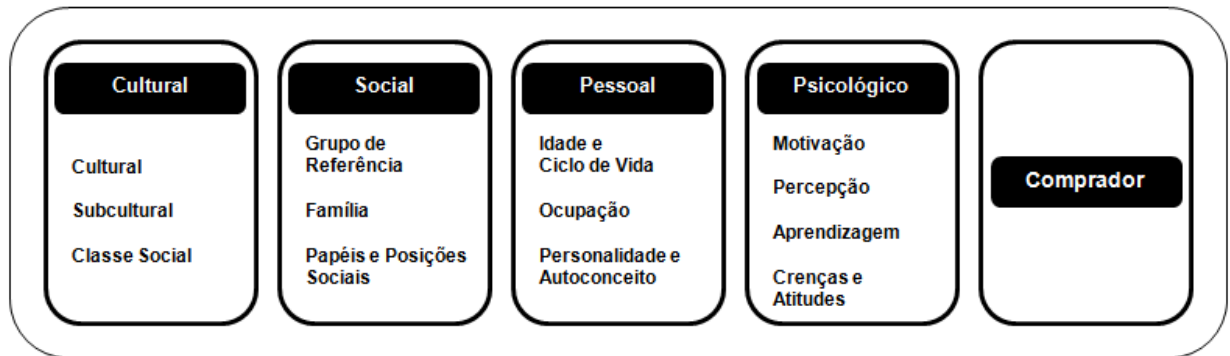 Cultural
Cultural
Subcultural
Classe Social
Social
Grupo de
Referência
Família
Papéis e Posições
Sociais
Pessoal
Idade e
Ciclo de Vida
Ocupação
Personalidade e
Autoconceito
Psicológico
Motivação
Percepção
Aprendizagem
Crenças e
Atitudes
Comprador